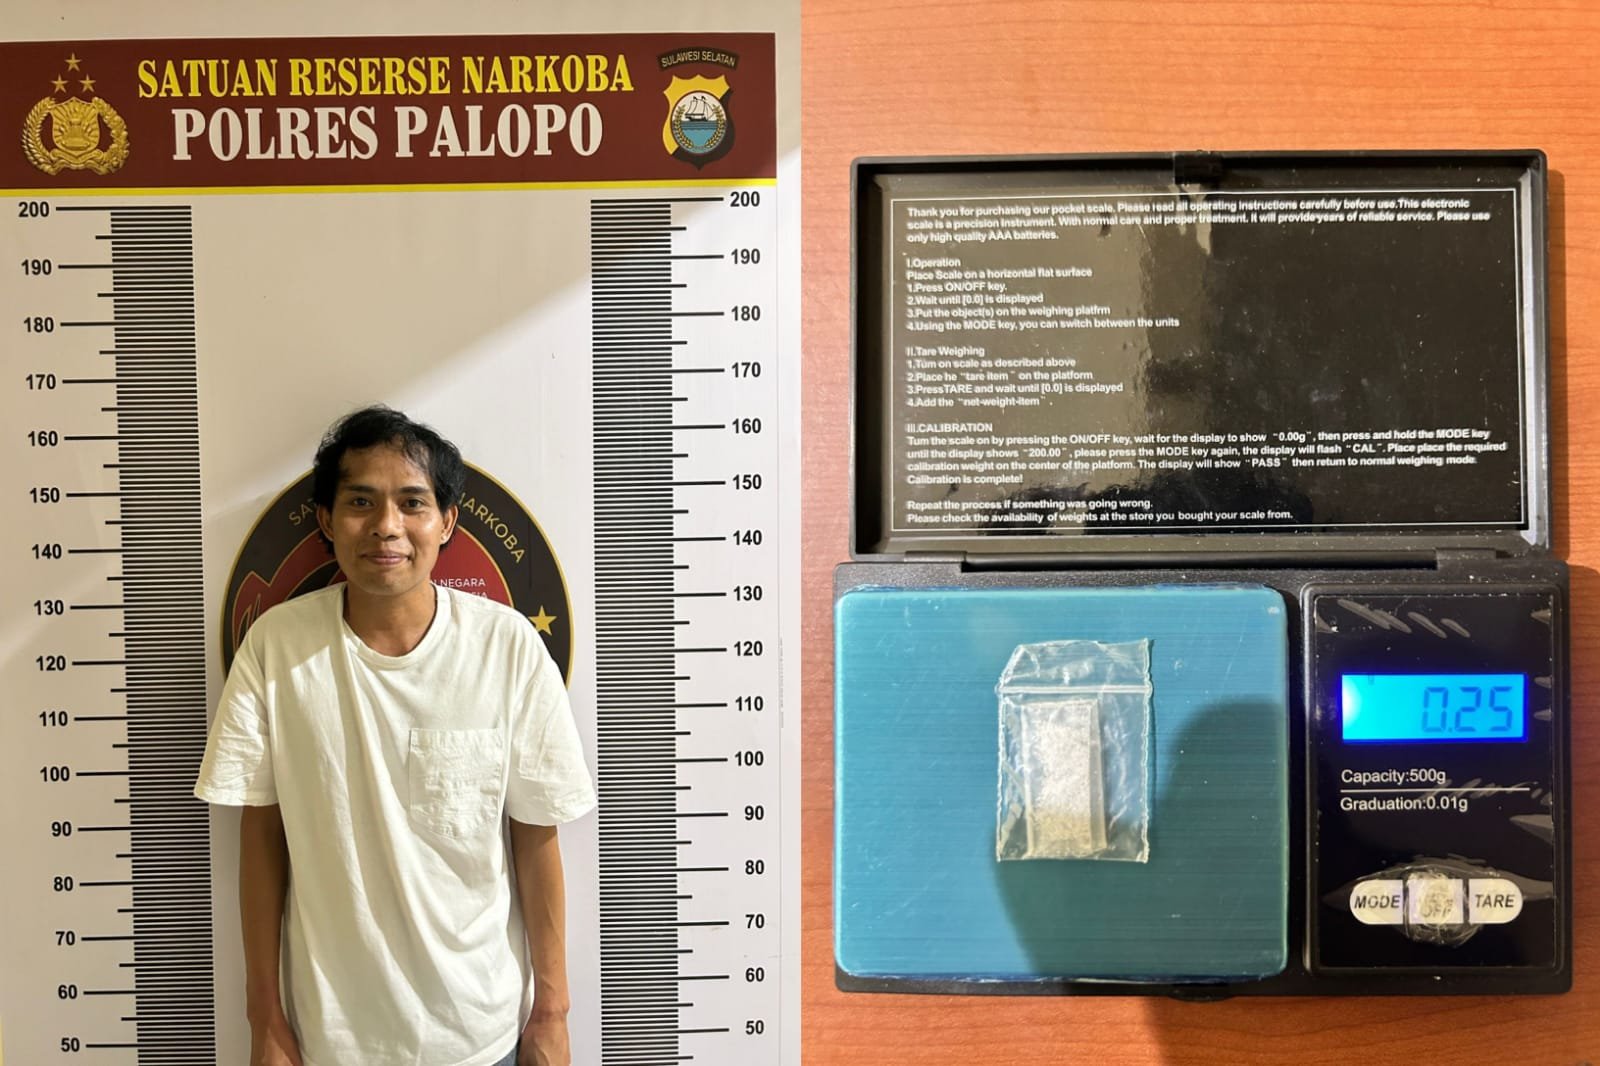 SATUAN RESERSE NARKOBA
POLRES PALOPO
SULAWESI SELATAN
200
190
180
170
160
150
140
130
120
110
100
90
80
70
60
50
200
190
180
170
160
150
140
130
120
110
100
90
80
70
60
50
NARKOBA
NEGARA
Thank you for purchasing our pocket scale. Please read all operating instructions carefully before use.This electronic
scale is a precision instrument. With normal care and proper treatment. it will provideyears of reliable service. Please use
only high quality AAA batteries.
I.Operation
Place Scale on a horizontal flat surface
1.Press ON/OFF key.
2.Wait until [0.0] is displayed
3.Put the object(s) on the weighing platfrm
4.Using the MODE key, you can switch between the units
II.Tare Weighing
1.Turn on scale as described above
2.Place he "tare item" on the platform
3.PressTARE and wait until [0.0] is displayed
4.Add the "net-weight-item".
III.CALIBRATION
Turn the scale on by pressing the ON/OFF key, wait for the display to show "0.00g", then press and hold the MODE key
until the display shows "200.00", please press the MODE key again, the display will flash "CAL". Place place the required
calibration weight on the center of the platform. The display will show "PASS" then return to normal weighing mode.
Calibration is complete!
Repeat the process if something was going wrong.
Please check the availability of weights at the store you bought your scale from.
0.25
Capacity:500g
Graduation:0.01g
MODE
OFF
TARE